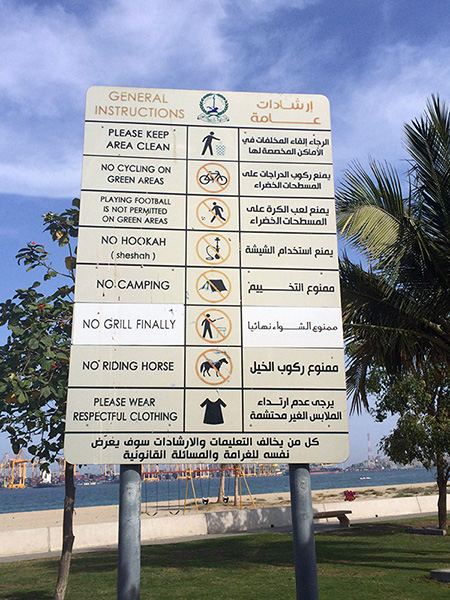 GENERAL
INSTRUCTIONS
إرشادات
عامة
PLEASE KEEP
AREA CLEAN
الرجاء إلقاء المخلفات في
الأماكن المخصصة لها
NO CYCLING ON
GREEN AREAS
يمنع ركوب الدراجات على
المسطحات الخضراء
PLAYING FOOTBALL
IS NOT PERMITTED
ON GREEN AREAS
يمنع لعب الكرة على
المسطحات الخضراء
NO HOOKAH
(sheshah)
يمنع استخدام الشيشة
NO CAMPING
ممنوع التخييم
NO GRILL FINALLY
ممنوع الشواء نهائيا
NO RIDING HORSE
ممنوع ركوب الخيل
PLEASE WEAR
RESPECTFUL CLOTHING
يرجى عدم ارتداء
الملابس الغير محتشمة
كل من يخالف التعليمات والارشادات سوف يعرض
نفسه للغرامة والمسائلة القانونية